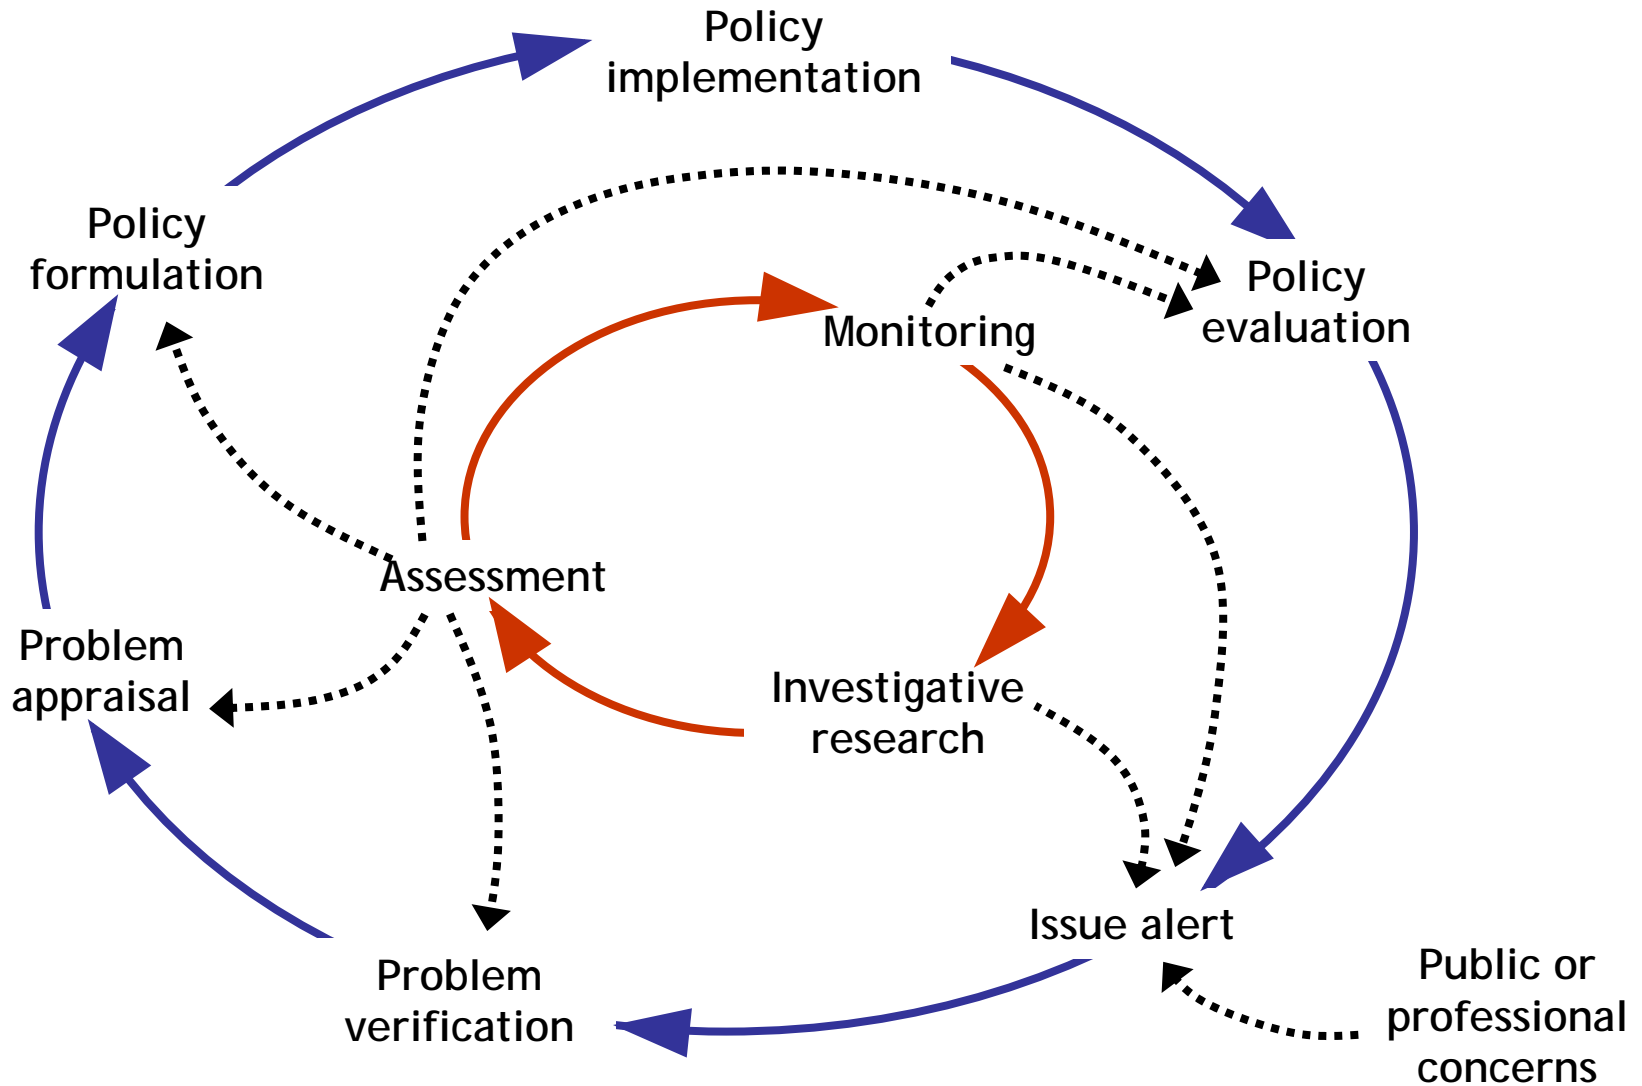 Policy
implementation
Policy
formulation
Policy
evaluation
Monitoring
Assessment
Problem
appraisal
Investigative
research
Issue alert
Problem
verification
Public or
professional
concerns